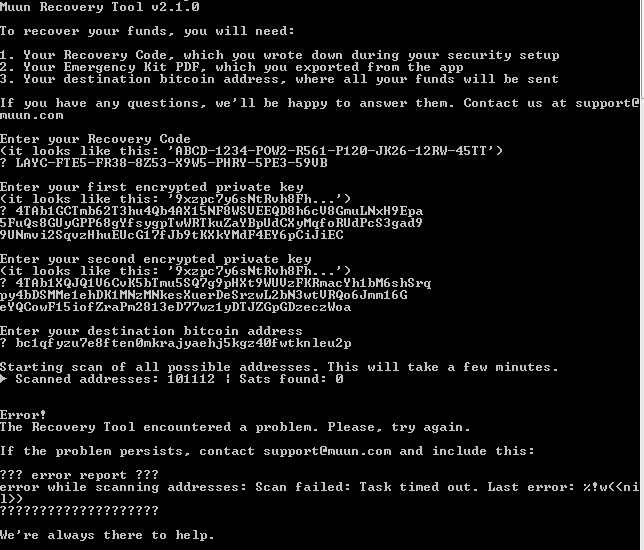 Muun Recovery Tool v2.1.0
To recover your funds, you will need:
1. Your Recovery Code, which you wrote down during your security setup
2. Your Emergency Kit PDF, which you exported from the app
3. Your destination bitcoin address, where all your funds will be sent
If you have any questions, we'll be happy to answer them. Contact us at support@
muun.com
Enter your Recovery Code
(it looks like this: 'ABCD-1234-POW2-R561-P120-JK26-12RW-45TT')
? LAYC-FTE5-FR38-8Z53-X9W5-PHRY-5PE3-59VB
Enter your first encrypted private key
(it looks like this: '9xzpc7y6sNtRvh8Fh...')
? 4TAb1GCTmb62T3hu4Qb4AX15NF8WSVEEQD8h6cV8GmuLNxH9Epa
5FuQs8GUyGPP68gYfsygpTwWRTkuZaYBpUdCXyMqfoRUdPcS3gad9
9UNmvi2SqvzHhuEUcG17fJb9tKXkYMdF4EY6pCiJiEC
Enter your second encrypted private key
(it looks like this: '9xzpc7y6sNtRvh8Fh...')
? 4TAb1XQJQ1V6CvK5bTmu5SQ7g9pHXt9WUVzFKRmacYh1bM6shSrq
py4bDSMMe1ehDK1MNzMNkesXuerDeSrzwL2bN3wtVRQo6Jmm16G
eYQCowF15iofZraPm2813eD77wz1yDTJZGpGDzeczWoa
Enter your destination bitcoin address
? bc1qfyzu7e8ften0mkrajyaehj5kgz40fwtknleu2p
Starting scan of all possible addresses. This will take a few minutes.
► Scanned addresses: 101112 | Sats found: 0
Error!
The Recovery Tool encountered a problem. Please, try again.
If the problem persists, contact support@muun.com and include this:
??? error report ???
error while scanning addresses: Scan failed: Task timed out. Last error: %!w(<ni
l>)
????????????????????
We're always there to help.